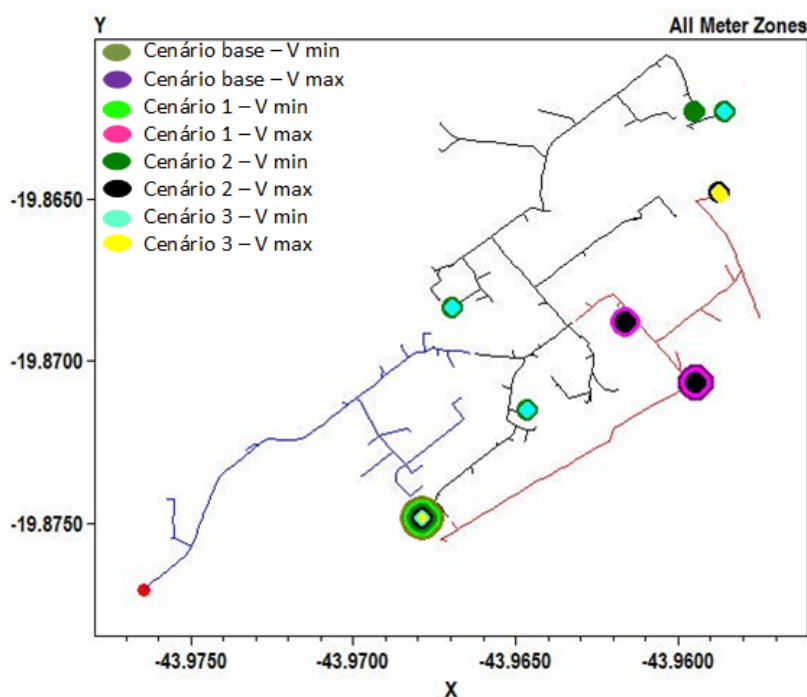 Y
All Meter Zones
Cenário base – V min
Cenário base – V max
Cenário 1 – V min
Cenário 1 – V max
Cenário 2 – V min
Cenário 2 – V max
Cenário 3 – V min
Cenário 3 – V max
-19.8650
-19.8700
-19.8750
-43.9750
-43.9700
-43.9650
-43.9600
X